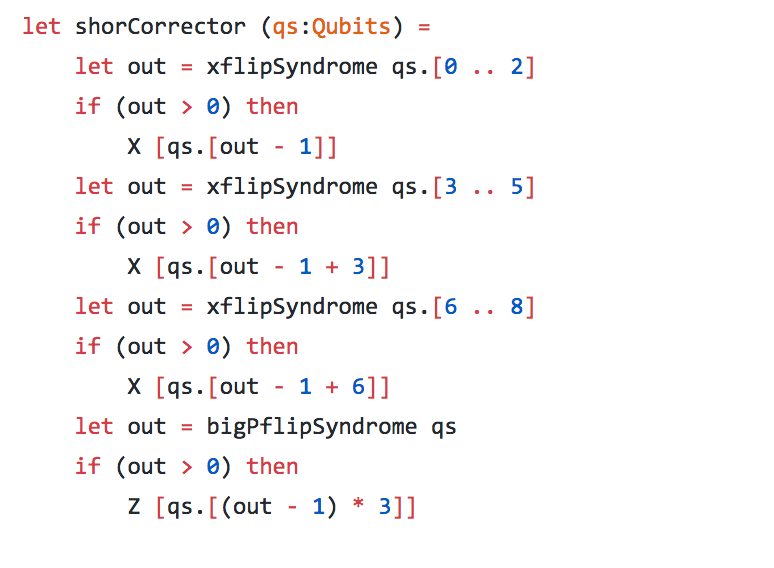 let shorCorrector (qs:Qubits) =
    let out = xflipSyndrome qs.[0 .. 2]
    if (out > 0) then
        X [qs.[out - 1]]
    let out = xflipSyndrome qs.[3 .. 5]
    if (out > 0) then
        X [qs.[out - 1 + 3]]
    let out = xflipSyndrome qs.[6 .. 8]
    if (out > 0) then
        X [qs.[out - 1 + 6]]
    let out = bigPflipSyndrome qs
    if (out > 0) then
        Z [qs.[(out - 1) * 3]]